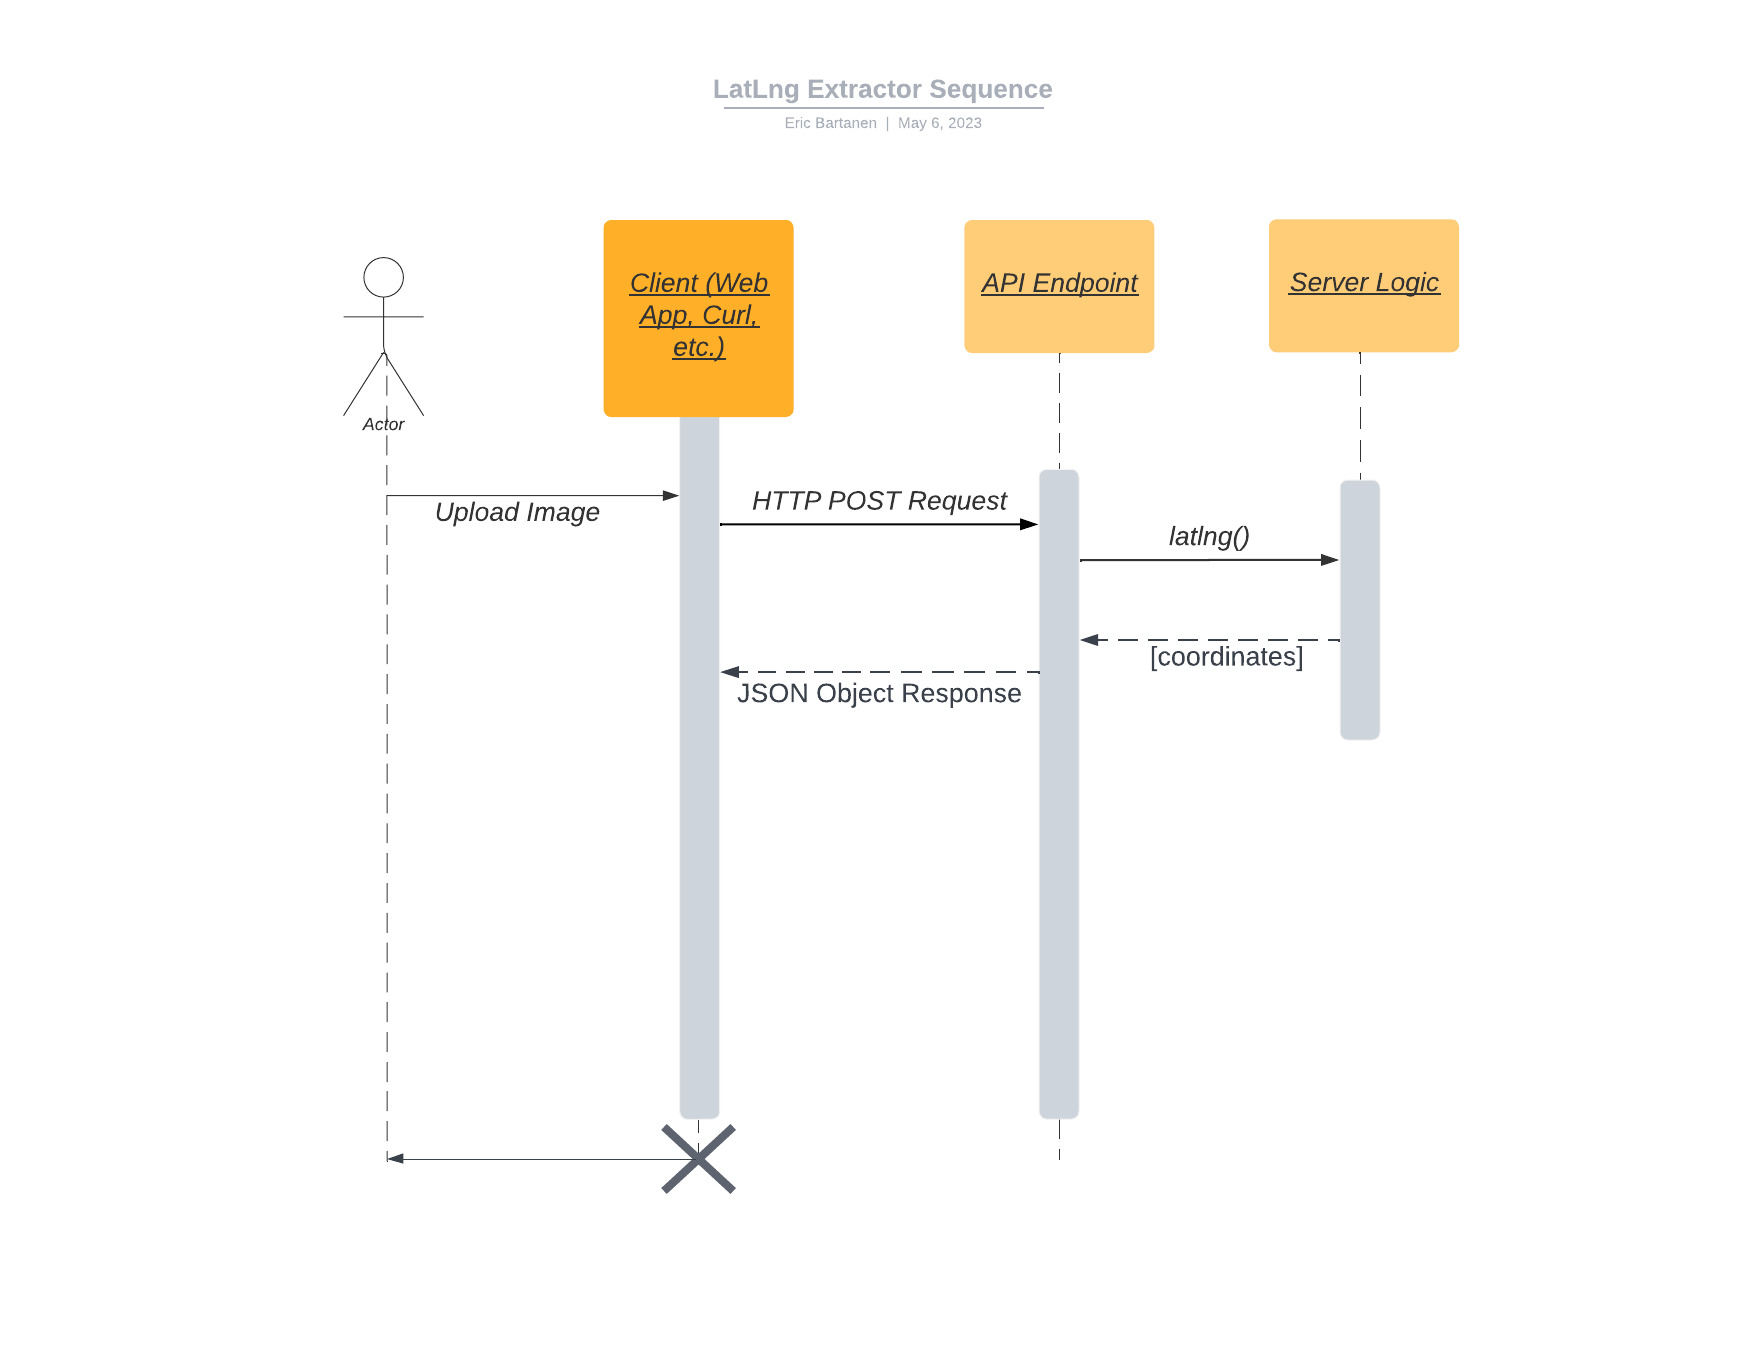 LatLng Extractor Sequence
Eric Bartanen | May 6, 2023
Client (Web
App, Curl,
etc.)
API Endpoint
Server Logic
Actor
Upload Image
HTTP POST Request
latlng()
[coordinates]
JSON Object Response